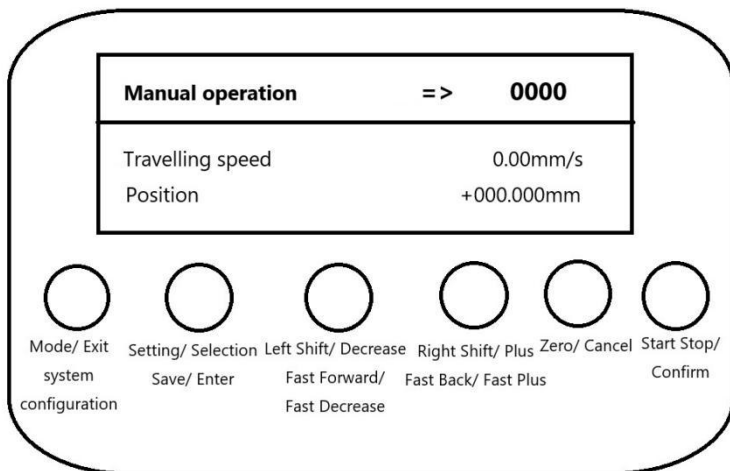 Manual operation => 0000
Travelling speed 0.00mm/s
Position +000.000mm
Mode/ Exit
system
configuration
Setting/ Selection
Save/ Enter
Left Shift/ Decrease
Fast Forward/
Fast Decrease
Right Shift/ Plus
Fast Back/ Fast Plus
Zero/ Cancel
Start Stop/
Confirm